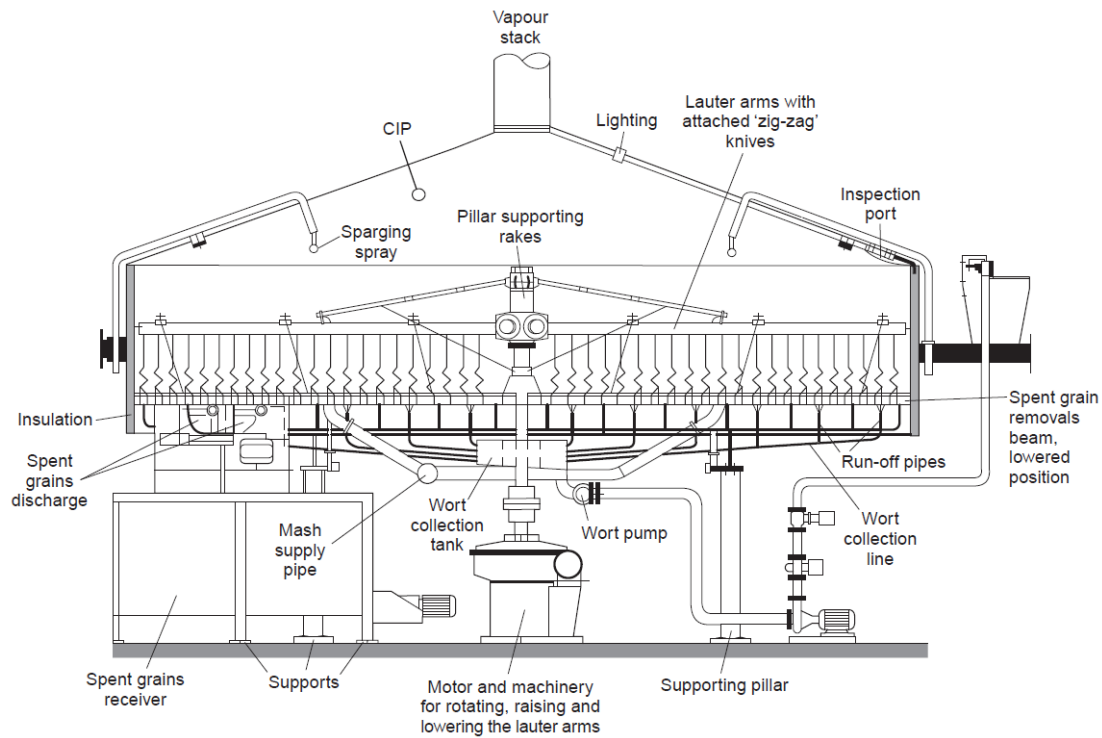 Vapour
stack
Lighting
Lauter arms with
attached ‘zig-zag’
knives
CIP
Inspection
port
Pillar supporting
rakes
Sparging
spray
Insulation
Spent grain
removals
beam,
lowered
position
Spent
grains
discharge
Run-off pipes
Mash
supply
pipe
Wort
collection
tank
Wort pump
Wort
collection
line
Spent grains
receiver
Supports
Motor and machinery
for rotating, raising and
lowering the lauter arms
Supporting pillar